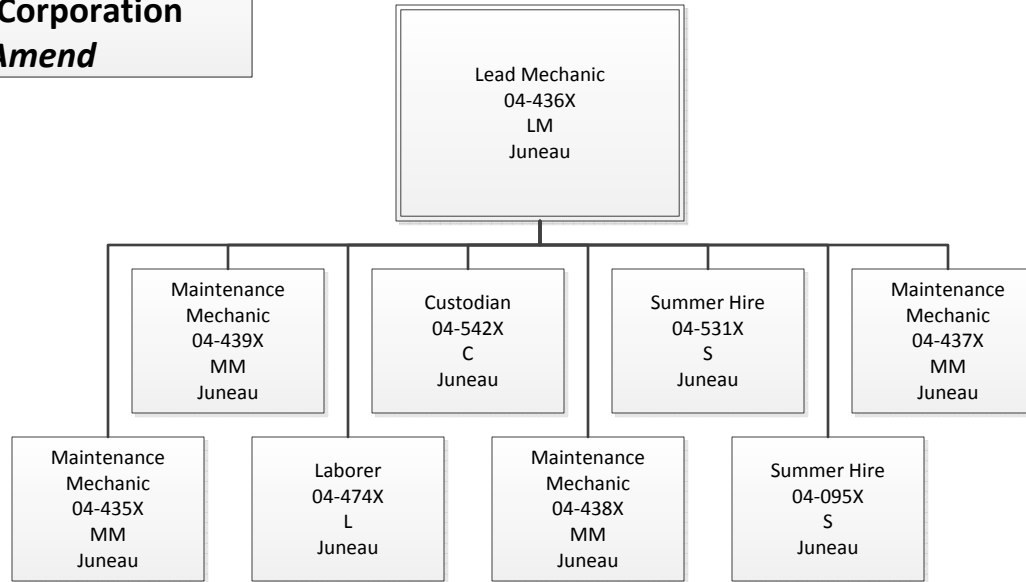 Corporation
Amend
Lead Mechanic
04-436X
LM
Juneau
Maintenance
Mechanic
04-439X
MM
Juneau
Custodian
04-542X
C
Juneau
Summer Hire
04-531X
S
Juneau
Maintenance
Mechanic
04-437X
MM
Juneau
Maintenance
Mechanic
04-435X
MM
Juneau
Laborer
04-474X
L
Juneau
Maintenance
Mechanic
04-438X
MM
Juneau
Summer Hire
04-095X
S
Juneau